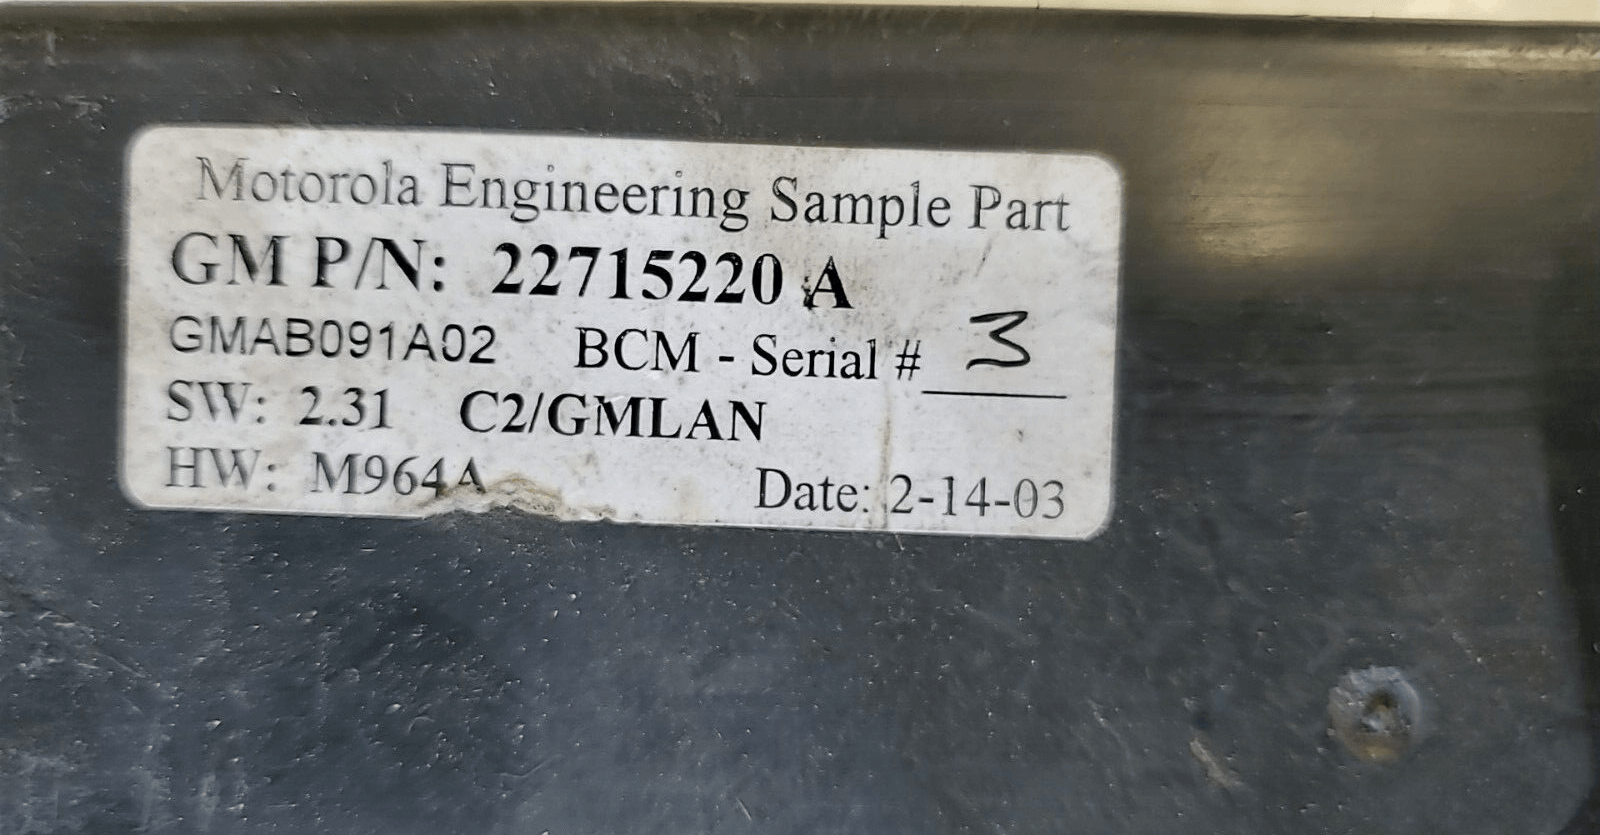 Motorola Engineering Sample Part
GM P/N: 22715220 A
GMAB091A02 BCM - Serial # 3
SW: 2.31 C2/GMLAN
HW: M964A Date: 2-14-03